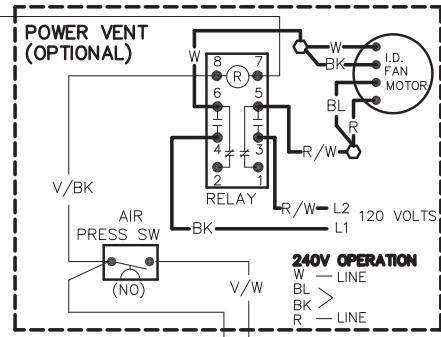 POWER VENT
(OPTIONAL)
W
W
BK
I.D.
FAN
MOTOR
BL
R
8
R
7
6
5
4
3
2
1
R/W
RELAY
V/BK
R/W
L2
120 VOLTS
BK
L1
AIR
PRESS SW
(NO)
V/W
240V OPERATION
W — LINE
BL
BK
R — LINE